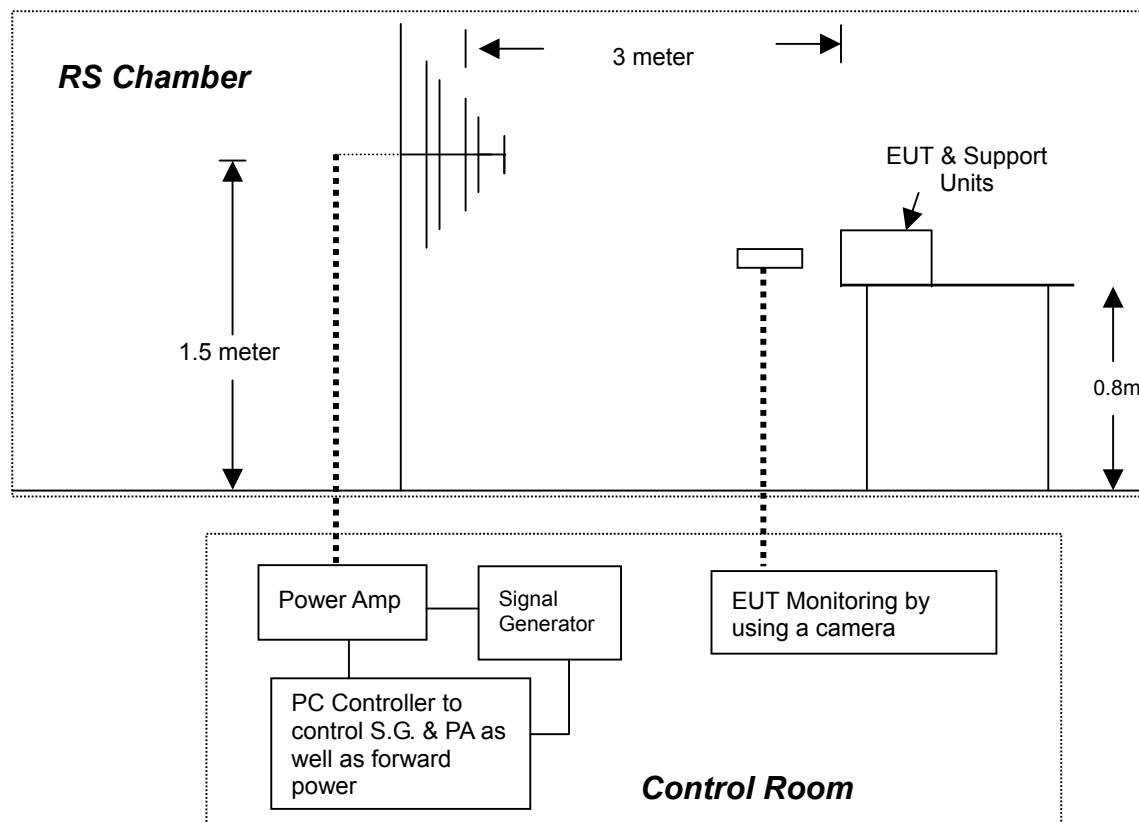 3 meter
RS Chamber
EUT & Support
Units
1.5 meter
0.8m
Power Amp
Signal
Generator
EUT Monitoring by
using a camera
PC Controller to
control S.G. & PA as
well as forward
power
Control Room